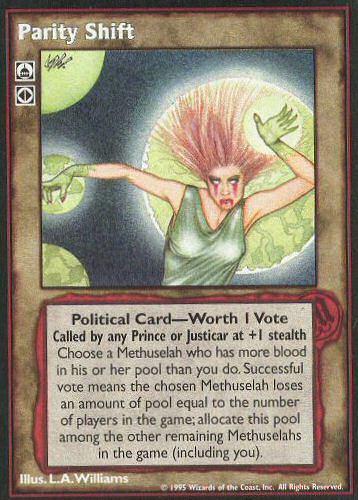 Parity Shift
Political Card—Worth 1 Vote
Called by any Prince or Justicar at +1 stealth
Choose a Methuselah who has more blood
in his or her pool than you do. Successful
vote means the chosen Methuselah loses
an amount of pool equal to the number
of players in the game; allocate this pool
among the other remaining Methuselahs
in the game (including you).
Illus. L.A.Williams
© 1995 Wizards of the Coast, Inc. All Rights Reserved.